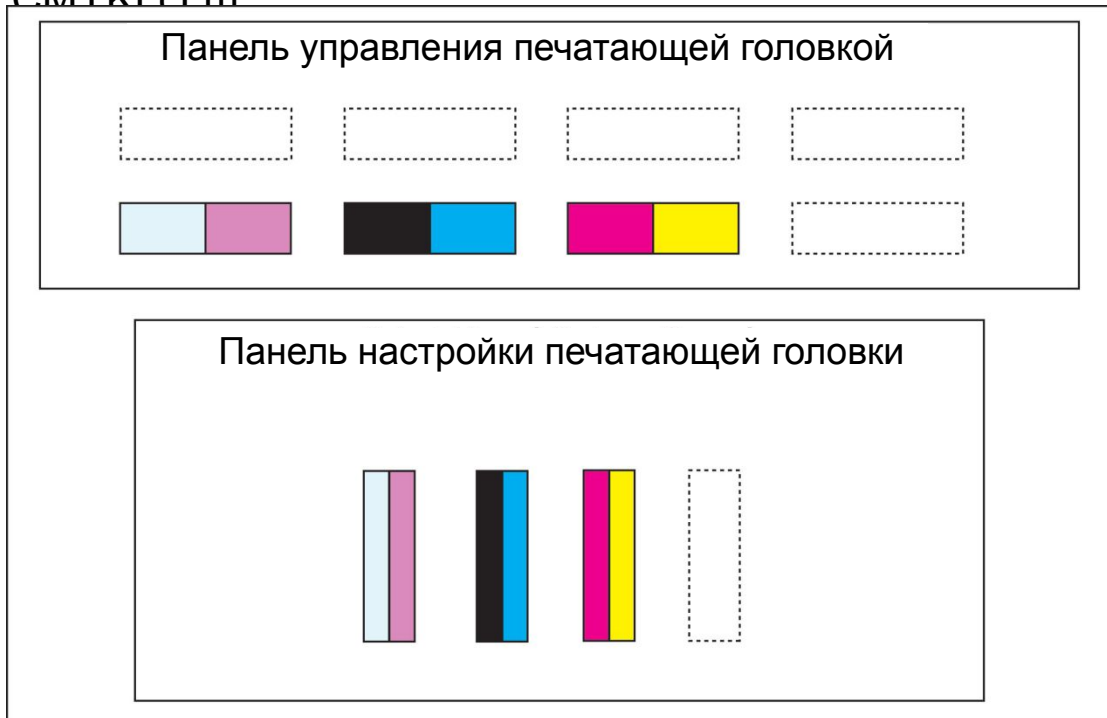 Панель управления печатающей головкой
Панель настройки печатающей головки